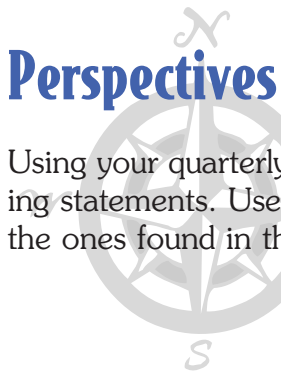 N
Perspectives
Using your quarterly
ing statements. Use
the ones found in th
W
S